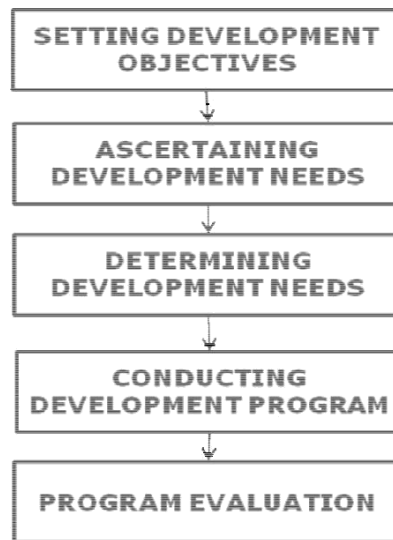 SETTING DEVELOPMENT
OBJECTIVES
ASCERTAINING
DEVELOPMENT NEEDS
DETERMINING
DEVELOPMENT NEEDS
CONDUCTING
DEVELOPMENT PROGRAM
PROGRAM EVALUATION